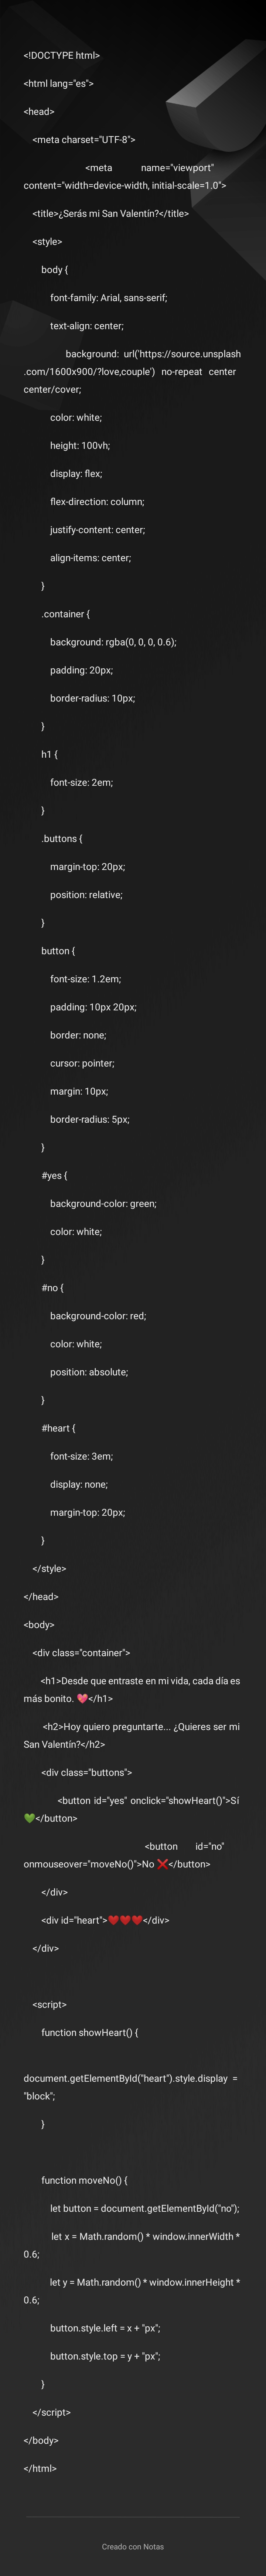 <!DOCTYPE html>
<html lang="es">
<head>
<meta charset="UTF-8">
<meta name="viewport"
content="width=device-width, initial-scale=1.0">
<title>¿Serás mi San Valentín?</title>
<style>
body {
font-family: Arial, sans-serif;
text-align: center;
background: url('https://source.unsplash
.com/1600x900/?love,couple') no-repeat center
center/cover;
color: white;
height: 100vh;
display: flex;
flex-direction: column;
justify-content: center;
align-items: center;
}
.container {
background: rgba(0, 0, 0, 0.6);
padding: 20px;
border-radius: 10px;
}
h1 {
font-size: 2em;
}
.buttons {
margin-top: 20px;
position: relative;
}
button {
font-size: 1.2em;
padding: 10px 20px;
border: none;
cursor: pointer;
margin: 10px;
border-radius: 5px;
}
#yes {
background-color: green;
color: white;
}
#no {
background-color: red;
color: white;
position: absolute;
}
#heart {
font-size: 3em;
display: none;
margin-top: 20px;
}
</style>
</head>
<body>
<div class="container">
<h1>Desde que entraste en mi vida, cada día es
más bonito. 💖</h1>
<h2>Hoy quiero preguntarte... ¿Quieres ser mi
San Valentín?</h2>
<div class="buttons">
<button id="yes" onclick="showHeart()">Sí
💚</button>
<button id="no"
onmouseover="moveNo()">No ❌</button>
</div>
<div id="heart">❤️❤️❤️</div>
</div>
<script>
function showHeart() {
document.getElementById("heart").style.display =
"block";
}
function moveNo() {
let button = document.getElementById("no");
let x = Math.random() * window.innerWidth *
0.6;
let y = Math.random() * window.innerHeight *
0.6;
button.style.left = x + "px";
button.style.top = y + "px";
}
</script>
</body>
</html>
Creado con Notas